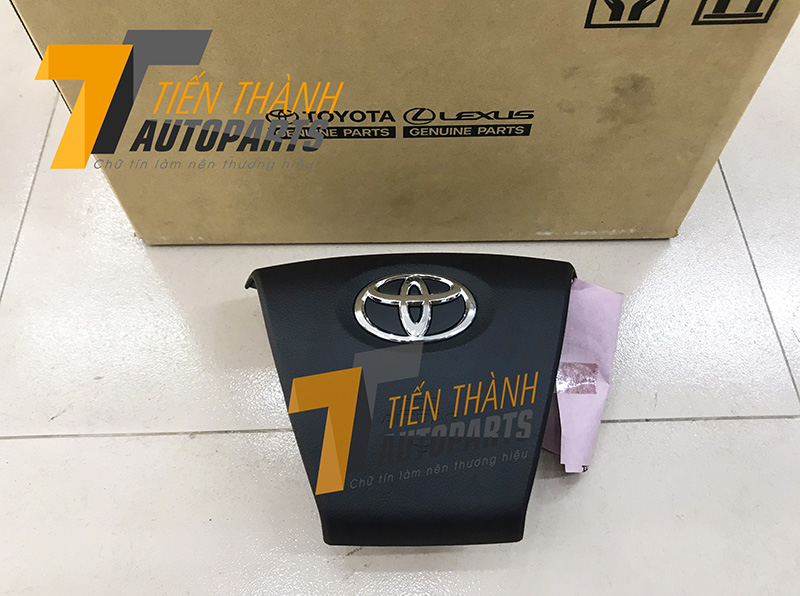 TIẾN THÀNH
AUTOPARTS
Chữ tín làm nên thương hiệu
TOYOTA LEXUS
GENUINE PARTS GENUINE PARTS
TIẾN THÀNH
AUTOPARTS
Chữ tín làm nên thương hiệu